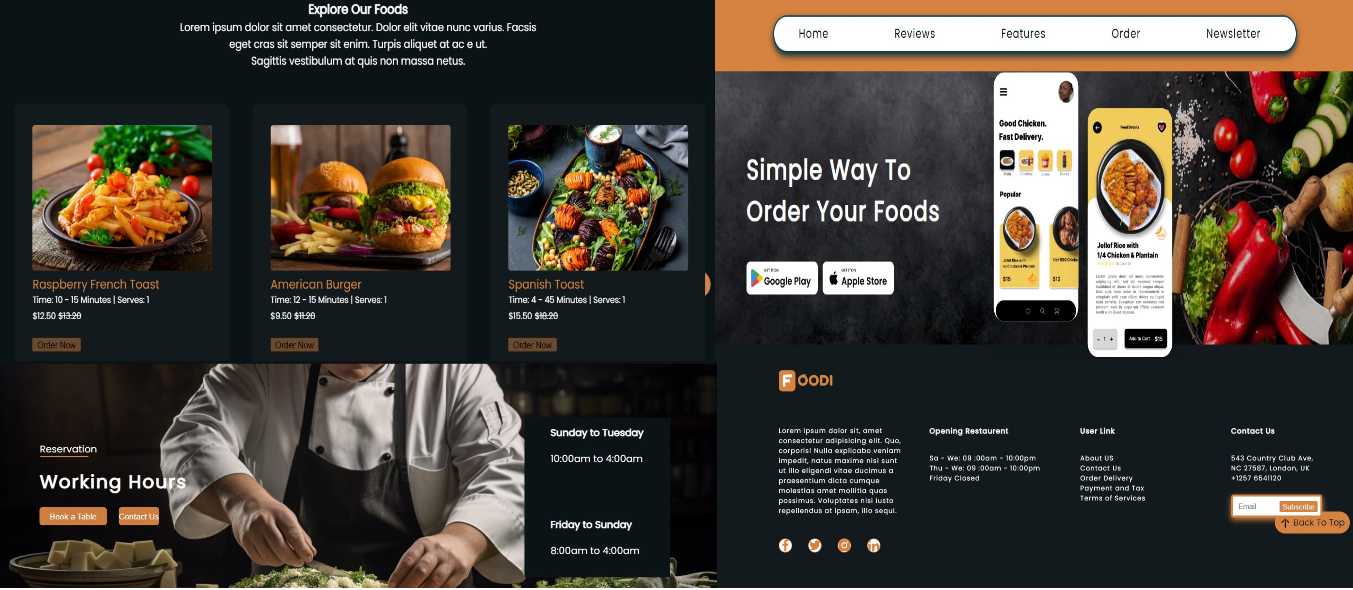 Explore Our Foods
Lorem ipsum dolor sit amet consectetur. Dolor elit vitae nunc varius. Facsis
eget cras sit semper sit enim. Turpis aliquet at ac e ut.
Sagittis vestibulum at quis non massa netus.
Raspberry French Toast
Time: 10 - 15 Minutes | Serves: 1
$12.50 $13.20
Order Now
American Burger
Time: 12 - 15 Minutes | Serves: 1
$9.50 $11.20
Order Now
Spanish Toast
Time: 4 - 45 Minutes | Serves: 1
$15.50 $18.20
Order Now
Reservation
Working Hours
Book a Table
Contact Us
Sunday to Tuesday
10:00am to 4:00am
Friday to Sunday
8:00am to 4:00am
Home
Reviews
Features
Order
Newsletter
Simple Way To
Order Your Foods
GET IT ON
Google Play
GET IT ON
Apple Store
Good Chicken.
Fast Delivery.
Popular
Jollof Rice with
$15
$12
Food Details
Jollof Rice with
1/4 Chicken & Plantain
- 1 +
Add to Cart $15
FOODI
Lorem ipsum dolor sit, amet
consectetur adipisicing elit. Quo,
corporis! Nulla explicabo veniam
impedit, natus maxime nisi sunt
ut illo eligendi vitae ducimus a
praesentium dicta cumque
molestias amet mollitia quas
possimus. Voluptates nisi iusto
repellendus at ipsam, illo sequi.
Opening Restaurent
Sa - We: 09 :00am - 10:00pm
Thu - We: 09 :00am - 10:00pm
Friday Closed
User Link
About US
Contact Us
Order Delivery
Payment and Tax
Terms of Services
Contact Us
543 Country Club Ave,
NC 27587, London, UK
+1257 6541120
Email
Subscribe
Back To Top